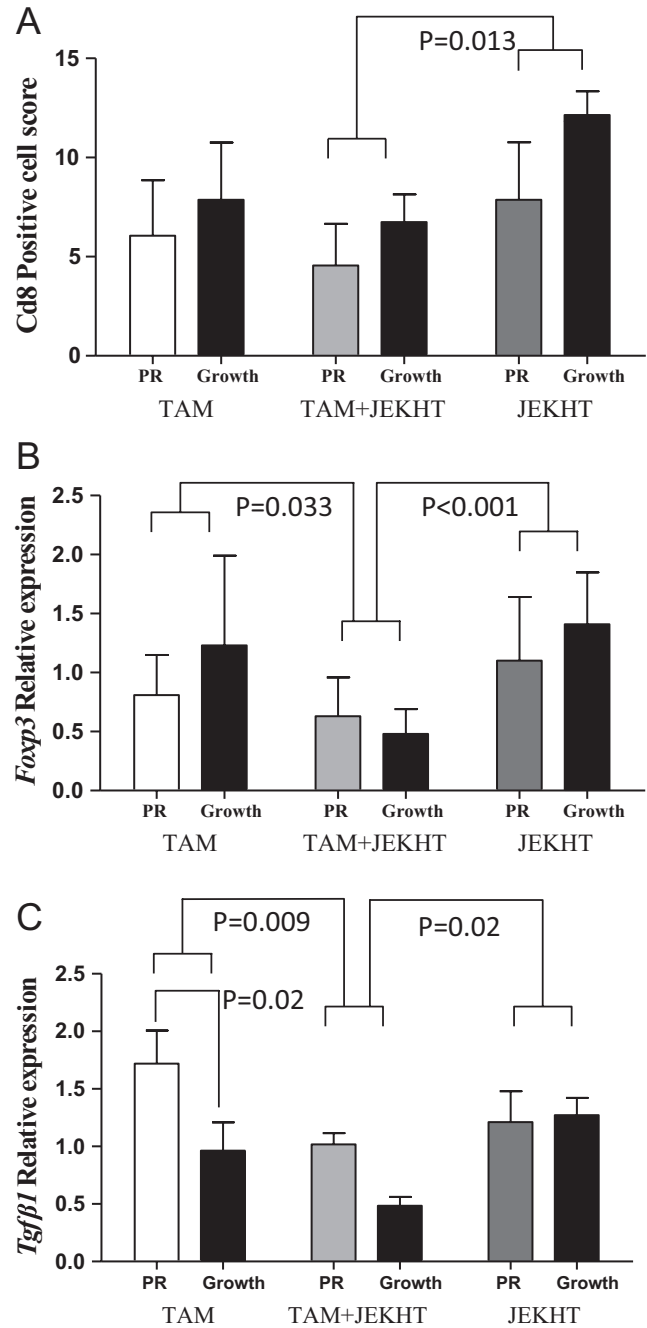 A
Cd8 Positive cell score
15
10
5
0
P=0.013
PR Growth PR Growth PR Growth
TAM TAM+JEKHT JEKHT
B
Foxp3 Relative expression
2.5
2.0
1.5
1.0
0.5
0.0
P=0.033 P<0.001
PR Growth PR Growth PR Growth
TAM TAM+JEKHT JEKHT
C
Tgfβ1 Relative expression
2.5
2.0
1.5
1.0
0.5
0.0
P=0.009 P=0.02
P=0.02
PR Growth PR Growth PR Growth
TAM TAM+JEKHT JEKHT